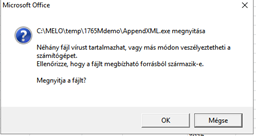 Microsoft Office
C:\MELO\temp\1765Mdemo\AppendXML.exe megnyitása
Néhány fájl vírust tartalmazhat, vagy más módon veszélyeztetheti a
számítógépet.
Ellenőrizze, hogy a fájlt megbízható forrásból származik-e.
Megnyitja a fájlt?
OK
Mégse